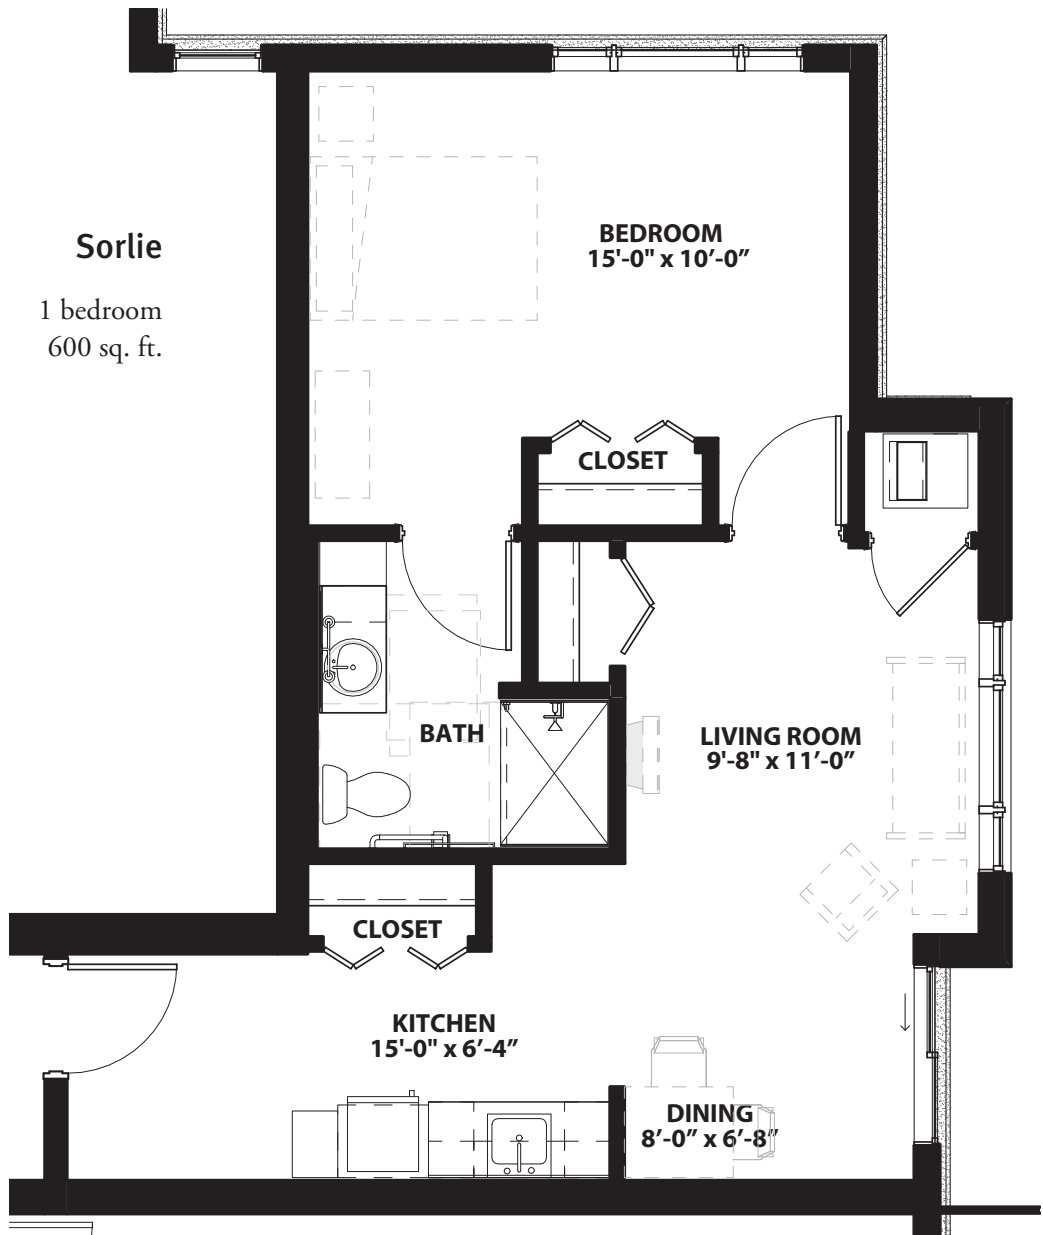 Sorlie
1 bedroom
600 sq. ft.
BEDROOM
15'-0" x 10′-0″
CLOSET
BATH
LIVING ROOM
9'-8" x 11′-0″
CLOSET
KITCHEN
15'-0" x 6′-4″
DINING
8′-0″ x 6′-8″